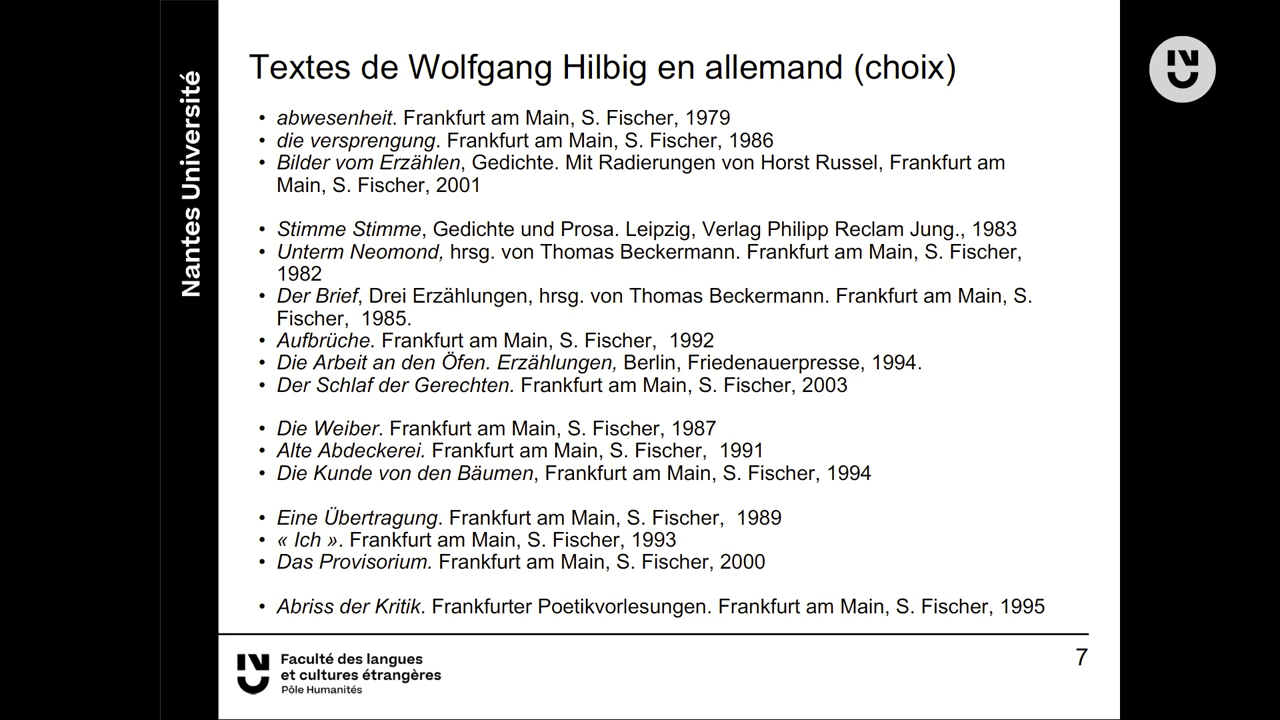 Nantes Université
Textes de Wolfgang Hilbig en allemand (choix)
• abwesenheit. Frankfurt am Main, S. Fischer, 1979
• die versprengung. Frankfurt am Main, S. Fischer, 1986
• Bilder vom Erzählen, Gedichte. Mit Radierungen von Horst Russel, Frankfurt am
Main, S. Fischer, 2001
• Stimme Stimme, Gedichte und Prosa. Leipzig, Verlag Philipp Reclam Jung., 1983
• Unterm Neomond, hrsg. von Thomas Beckermann. Frankfurt am Main, S. Fischer,
1982
• Der Brief, Drei Erzählungen, hrsg. von Thomas Beckermann. Frankfurt am Main, S.
Fischer, 1985.
• Aufbrüche. Frankfurt am Main, S. Fischer, 1992
• Die Arbeit an den Öfen. Erzählungen, Berlin, Friedenauerpresse, 1994.
• Der Schlaf der Gerechten. Frankfurt am Main, S. Fischer, 2003
• Die Weiber. Frankfurt am Main, S. Fischer, 1987
• Alte Abdeckerei. Frankfurt am Main, S. Fischer, 1991
• Die Kunde von den Bäumen, Frankfurt am Main, S. Fischer, 1994
• Eine Übertragung. Frankfurt am Main, S. Fischer, 1989
• « Ich ». Frankfurt am Main, S. Fischer, 1993
• Das Provisorium. Frankfurt am Main, S. Fischer, 2000
• Abriss der Kritik. Frankfurter Poetikvorlesungen. Frankfurt am Main, S. Fischer, 1995
Faculté des langues
et cultures étrangères
Pôle Humanités
7